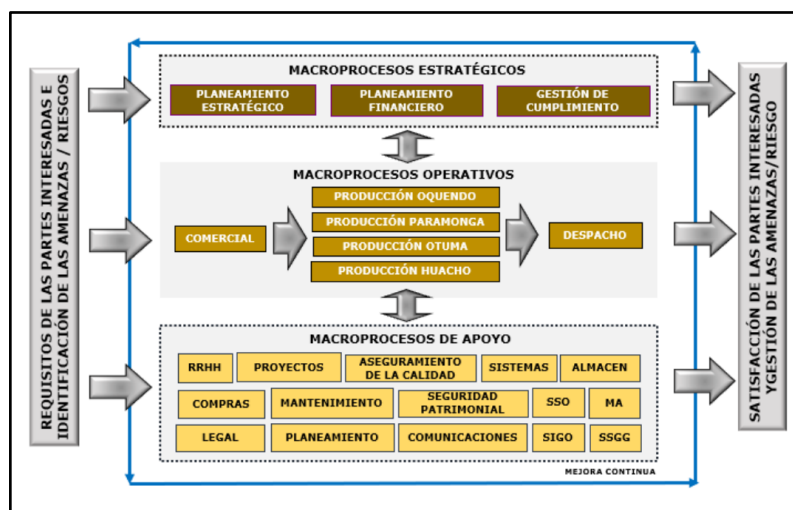 REQUISITOS DE LAS PARTES INTERESADAS E
IDENTIFICACIÓN DE LAS AMENAZAS / RIESGOS
MACROPROCESOS ESTRATÉGICOS
PLANEAMIENTO
ESTRATÉGICO
PLANEAMIENTO
FINANCIERO
GESTIÓN DE
CUMPLIMIENTO
MACROPROCESOS OPERATIVOS
COMERCIAL
PRODUCCIÓN OQUENDO
PRODUCCIÓN PARAMONGA
PRODUCCIÓN OTUMA
PRODUCCIÓN HUACHO
DESPACHO
MACROPROCESOS DE APOYO
RRHH
PROYECTOS
ASEGURAMIENTO
DE LA CALIDAD
SISTEMAS
ALMACEN
COMPRAS
MANTENIMIENTO
SEGURIDAD
PATRIMONIAL
SSO
MA
LEGAL
PLANEAMIENTO
COMUNICACIONES
SIGO
SSGG
MEJORA CONTINUA
SATISFACCIÓN DE LAS PARTES INTERESADAS
YGESTIÓN DE LAS AMENAZAS/RIESGO